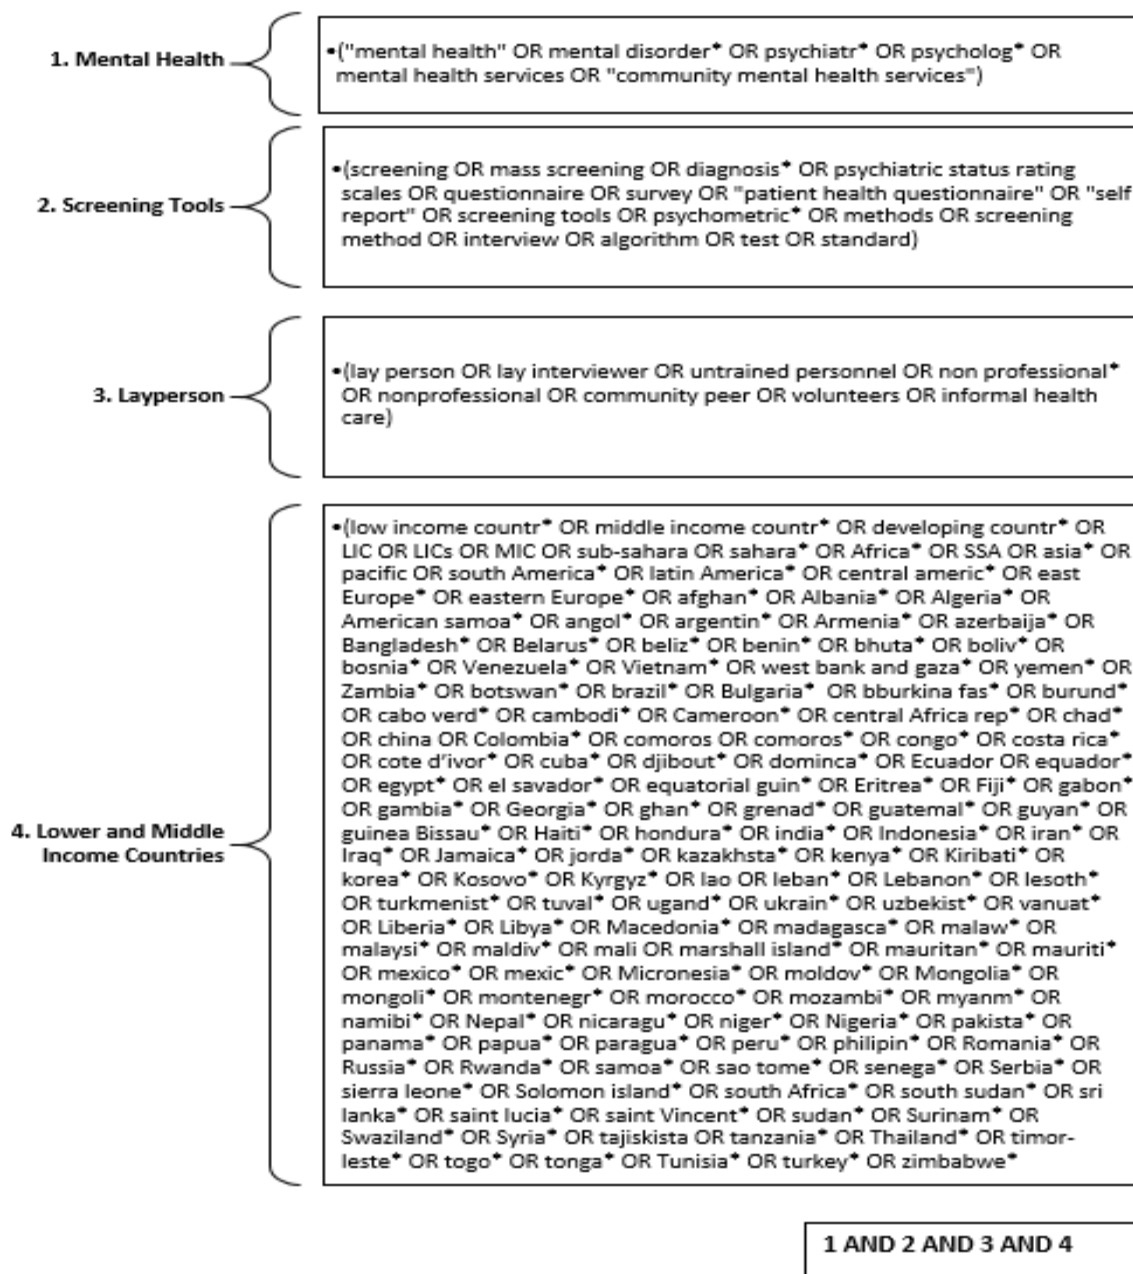 1. Mental Health
•("mental health" OR mental disorder* OR psychiatr* OR psycholog* OR
mental health services OR "community mental health services")
2. Screening Tools
•(screening OR mass screening OR diagnosis* OR psychiatric status rating
scales OR questionnaire OR survey OR "patient health questionnaire" OR "self
report" OR screening tools OR psychometric* OR methods OR screening
method OR interview OR algorithm OR test OR standard)
3. Layperson
•(lay person OR lay interviewer OR untrained personnel OR non professional*
OR nonprofessional OR community peer OR volunteers OR informal health
care)
4. Lower and Middle
Income Countries
•(low income countr* OR middle income countr* OR developing countr* OR
LIC OR LICs OR MIC OR sub-sahara OR sahara* OR Africa* OR SSA OR asia* OR
pacific OR south America* OR latin America* OR central americ* OR east
Europe* OR eastern Europe* OR afghan* OR Albania* OR Algeria* OR
American samoa* OR angol* OR argentin* OR Armenia* OR azerbaija* OR
Bangladesh* OR Belarus* OR beliz* OR benin* OR bhuta* OR boliv* OR
bosnia* OR Venezuela* OR Vietnam* OR west bank and gaza* OR yemen* OR
Zambia* OR botswan* OR brazil* OR Bulgaria* OR bburkina fas* OR burund*
OR cabo verd* OR cambodi* OR Cameroon* OR central Africa rep* OR chad*
OR china OR Colombia* OR comoros OR comoros* OR congo* OR costa rica*
OR cote d'ivor* OR cuba* OR djibout* OR dominca* OR Ecuador OR equador*
OR egypt* OR el savador* OR equatorial guin* OR Eritrea* OR Fiji* OR gabon*
OR gambia* OR Georgia* OR ghan* OR grenad* OR guatemal* OR guyan* OR
guinea Bissau* OR Haiti* OR hondura* OR india* OR Indonesia* OR iran* OR
Iraq* OR Jamaica* OR jorda* OR kazakhsta* OR kenya* OR Kiribati* OR
korea* OR Kosovo* OR Kyrgyz* OR lao OR leban* OR Lebanon* OR lesoth*
OR turkmenist* OR tuval* OR ugand* OR ukrain* OR uzbekist* OR vanuat*
OR Liberia* OR Libya* OR Macedonia* OR madagasca* OR malaw* OR
malaysi* OR maldiv* OR mali OR marshall island* OR mauritan* OR mauriti*
OR mexico* OR mexic* OR Micronesia* OR moldov* OR Mongolia* OR
mongoli* OR montenegr* OR morocco* OR mozambi* OR myanm* OR
namibi* OR Nepal* OR nicaragu* OR niger* OR Nigeria* OR pakista* OR
panama* OR papua* OR paragua* OR peru* OR philipin* OR Romania* OR
Russia* OR Rwanda* OR samoa* OR sao tome* OR senega* OR Serbia* OR
sierra leone* OR Solomon island* OR south Africa* OR south sudan* OR sri
lanka* OR saint lucia* OR saint Vincent* OR sudan* OR Surinam* OR
Swaziland* OR Syria* OR tajiskista OR tanzania* OR Thailand* OR timor-
leste* OR togo* OR tonga* OR Tunisia* OR turkey* OR zimbabwe*
1 AND 2 AND 3 AND 4